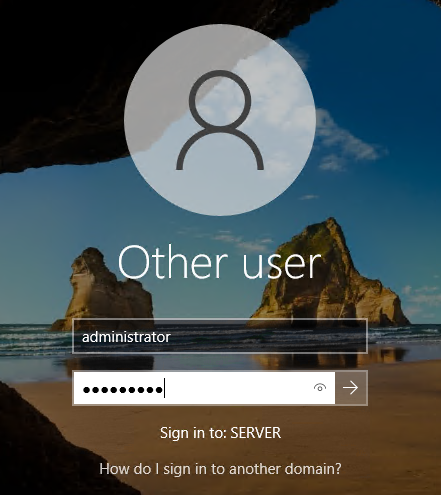 Other user
administrator
●●●●●●●●●
Sign in to: SERVER
How do I sign in to another domain?